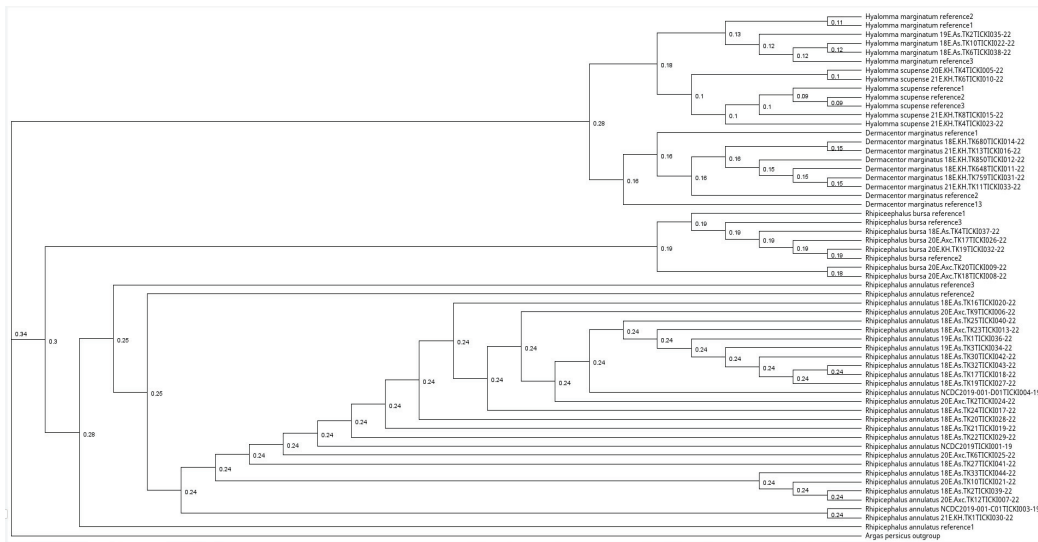 Hyalomma marginatum reference2
0.11
Hyalomma marginatum reference1
0.13
Hyalomma marginatum 19E.As.TK2TICKI035-22
0.12
Hyalomma marginatum 18E.As.TK10TICKI022-22
0.12
Hyalomma marginatum 18E.As.TK6TICKI038-22
0.12
Hyalomma marginatum reference3
0.19
Hyalomma scupense 20E.KH.TK4TICKI005-22
0.1
Hyalomma scupense 21E.KH.TK6TICKI010-22
Hyalomma scupense reference1
0.1
0.09
Hyalomma scupense reference2
0.1
0.09
Hyalomma scupense reference3
0.1
Hyalomma scupense 21E.KH.TK8TICKI015-22
Hyalomma scupense 21E.KH.TK4TICKI023-22
0.28
Dermacentor marginatus reference1
Dermacentor marginatus 18E.KH.TK680TICKI014-22
0.15
Dermacentor marginatus 21E.KH.TK13TICKI016-22
0.16
0.16
Dermacentor marginatus 18E.KH.TK850TICKI012-22
0.15
Dermacentor marginatus 18E.KH.TK648TICKI011-22
0.16
0.16
0.15
Dermacentor marginatus 18E.KH.TK759TICKI031-22
0.15
Dermacentor marginatus 21E.KH.TK11TICKI033-22
Dermacentor marginatus reference2
Dermacentor marginatus reference13
Rhipiceephalus bursa reference1
0.19
Rhipicephalus bursa reference3
0.19
Rhipicephalus bursa 18E.As.TK4TICKI037-22
0.19
Rhipicephalus bursa 20E.Axc.TK17TICKI026-22
0.19
0.19
Rhipicephalus bursa 20E.KH.TK19TICKI032-22
0.19
Rhipicephalus bursa reference2
Rhipicephalus bursa 20E.Axc.TK20TICKI009-22
0.18
Rhipicephalus bursa 20E.Axc.TK18TICKI008-22
Rhipicephalus annulatus reference3
Rhipicephalus annulatus reference2
Rhipicephalus annulatus 18E.As.TK16TICKI020-22
Rhipicephalus annulatus 20E.Axc.TK9TICKI006-22
Rhipicephalus annulatus 18E.As.TK25TICKI040-22
0.24
Rhipicephalus annulatus 18E.As.TK23TICKI013-22
0.34
0.3
0.25
0.24
0.24
Rhipicephalus annulatus 19E.As.TK1TICKI036-22
0.24
Rhipicephalus annulatus 19E.As.TK3TICKI034-22
0.24
0.24
Rhipicephalus annulatus 18E.As.TK30TICKI042-22
0.24
Rhipicephalus annulatus 18E.As.TK32TICKI043-22
0.24
0.24
Rhipicephalus annulatus 18E.As.TK17TICKI018-22
0.24
Rhipicephalus annulatus 18E.As.TK19TICKI027-22
0.25
0.24
0.24
Rhipicephalus annulatus NCDC2019-001-D01TICKI004-19
Rhipicephalus annulatus 20E.Axc.TK2TICKI024-22
0.24
Rhipicephalus annulatus 18E.As.TK24TICKI017-22
0.24
Rhipicephalus annulatus 18E.As.TK20TICKI028-22
0.28
0.24
Rhipicephalus annulatus 18E.As.TK21TICKI019-22
0.24
Rhipicephalus annulatus 18E.As.TK22TICKI029-22
0.24
Rhipicephalus annulatus NCDC2019TICKI001-19
0.24
Rhipicephalus annulatus 20E.Axc.TK6TICKI025-22
Rhipicephalus annulatus 18E.As.TK27TICKI041-22
0.24
Rhipicephalus annulatus 18E.As.TK33TICKI044-22
0.24
Rhipicephalus annulatus 20E.As.TK10TICKI021-22
0.24
Rhipicephalus annulatus 18E.As.TK2TICKI039-22
0.24
0.24
Rhipicephalus annulatus 20E.Axc.TK12TICKI007-22
Rhipicephalus annulatus NCDC2019-001-C01TICKI003-19
0.24
Rhipicephalus annulatus 21E.KH.TK1TICKI030-22
Rhipicephalus annulatus reference1
Argas persicus outgroup